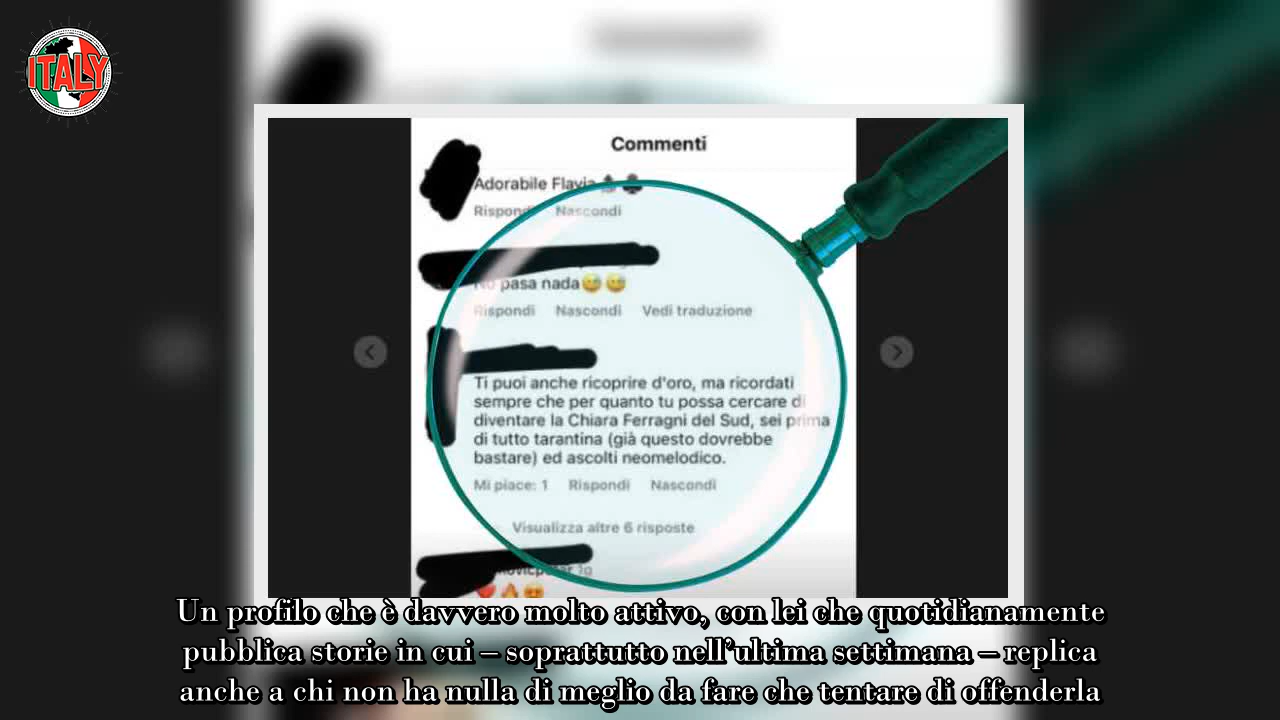 ITALY
Commenti
Adorabile Flavia
Rispondi Nascondi
No pasa nada😅😅
Rispondi Nascondi Vedi traduzione
Ti puoi anche ricoprire d'oro, ma ricordati
sempre che per quanto tu possa cercare di
diventare la Chiara Ferragni del Sud, sei prima
di tutto tarantina (già questo dovrebbe
bastare) ed ascolti neomelodico.
Mi piace: 1 Rispondi Nascondi
Visualizza altre 6 risposte
Un profilo che è davvero molto attivo, con lei che quotidianamente
pubblica storie in cui – soprattutto nell'ultima settimana – replica
anche a chi non ha nulla di meglio da fare che tentare di offenderla